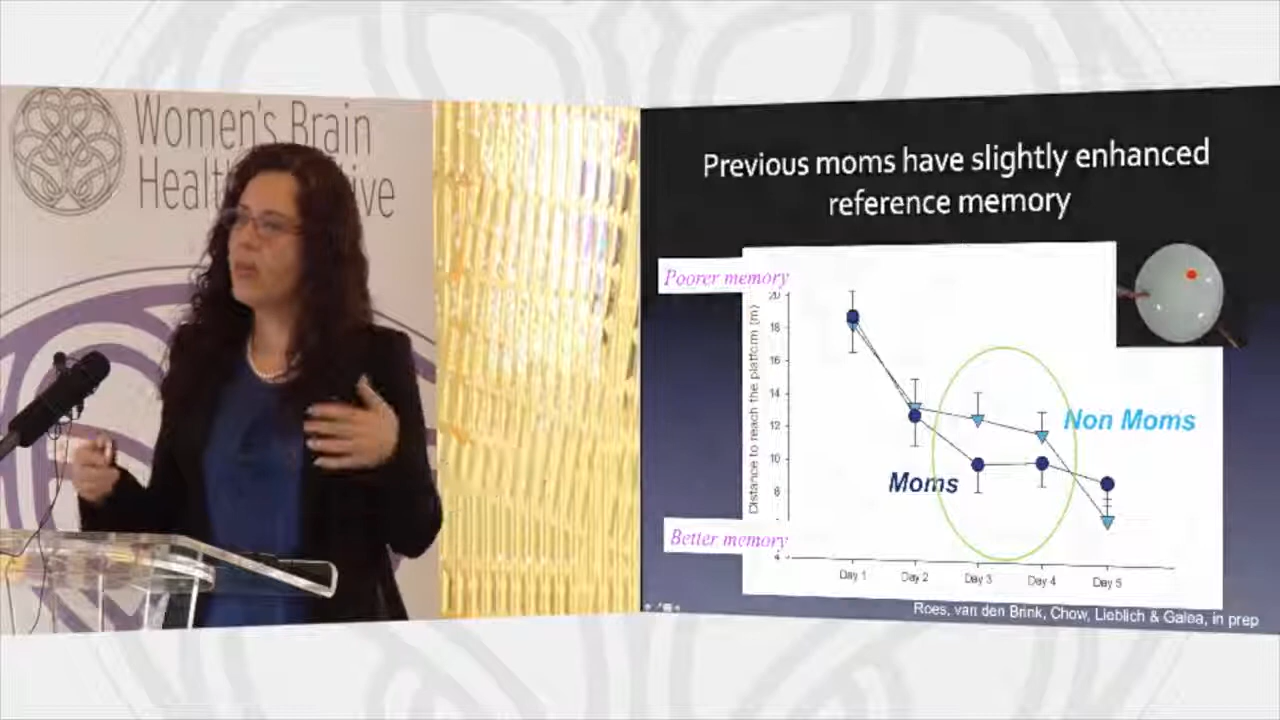 Women's Brain
Previous moms have slightly enhanced
reference memory
Poorer memory
20
18
16
14
12
10
8
4
Distance to reach the platform (m)
Non Moms
Moms
Better memory
Day 1 Day 2 Day 3 Day 4 Day 5
Roes, van den Brink, Chow, Lieblich & Galea, in prep